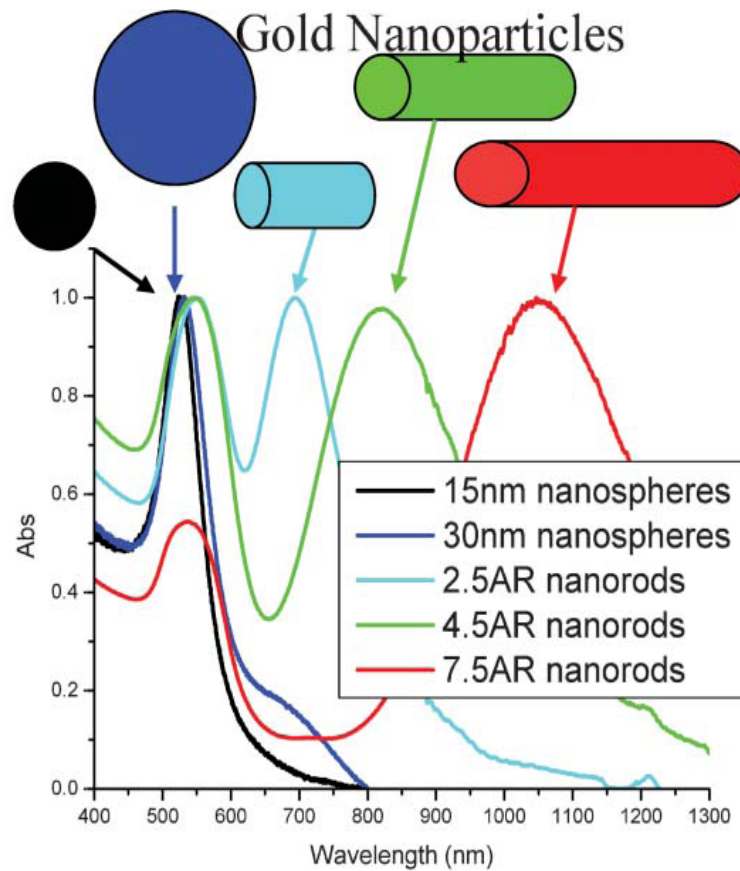 Gold Nanoparticles
1.0
0.8
0.6
0.4
0.2
0.0
Abs
15nm nanospheres
30nm nanospheres
2.5AR nanorods
4.5AR nanorods
7.5AR nanorods
400 500 600 700 800 900 1000 1100 1200 1300
Wavelength (nm)